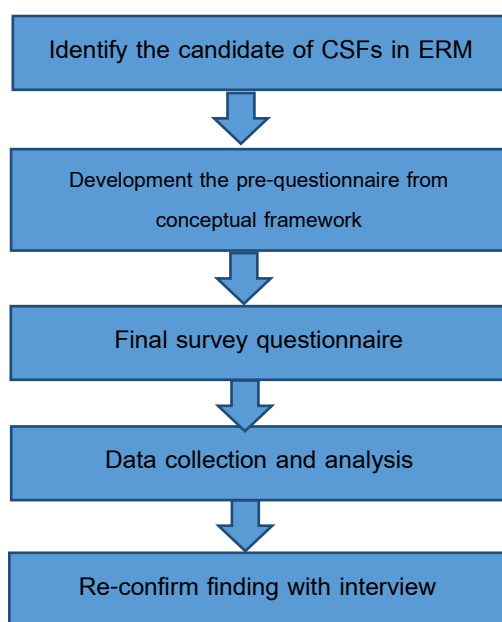 Identify the candidate of CSFs in ERM
Development the pre-questionnaire from
conceptual framework
Final survey questionnaire
Data collection and analysis
Re-confirm finding with interview